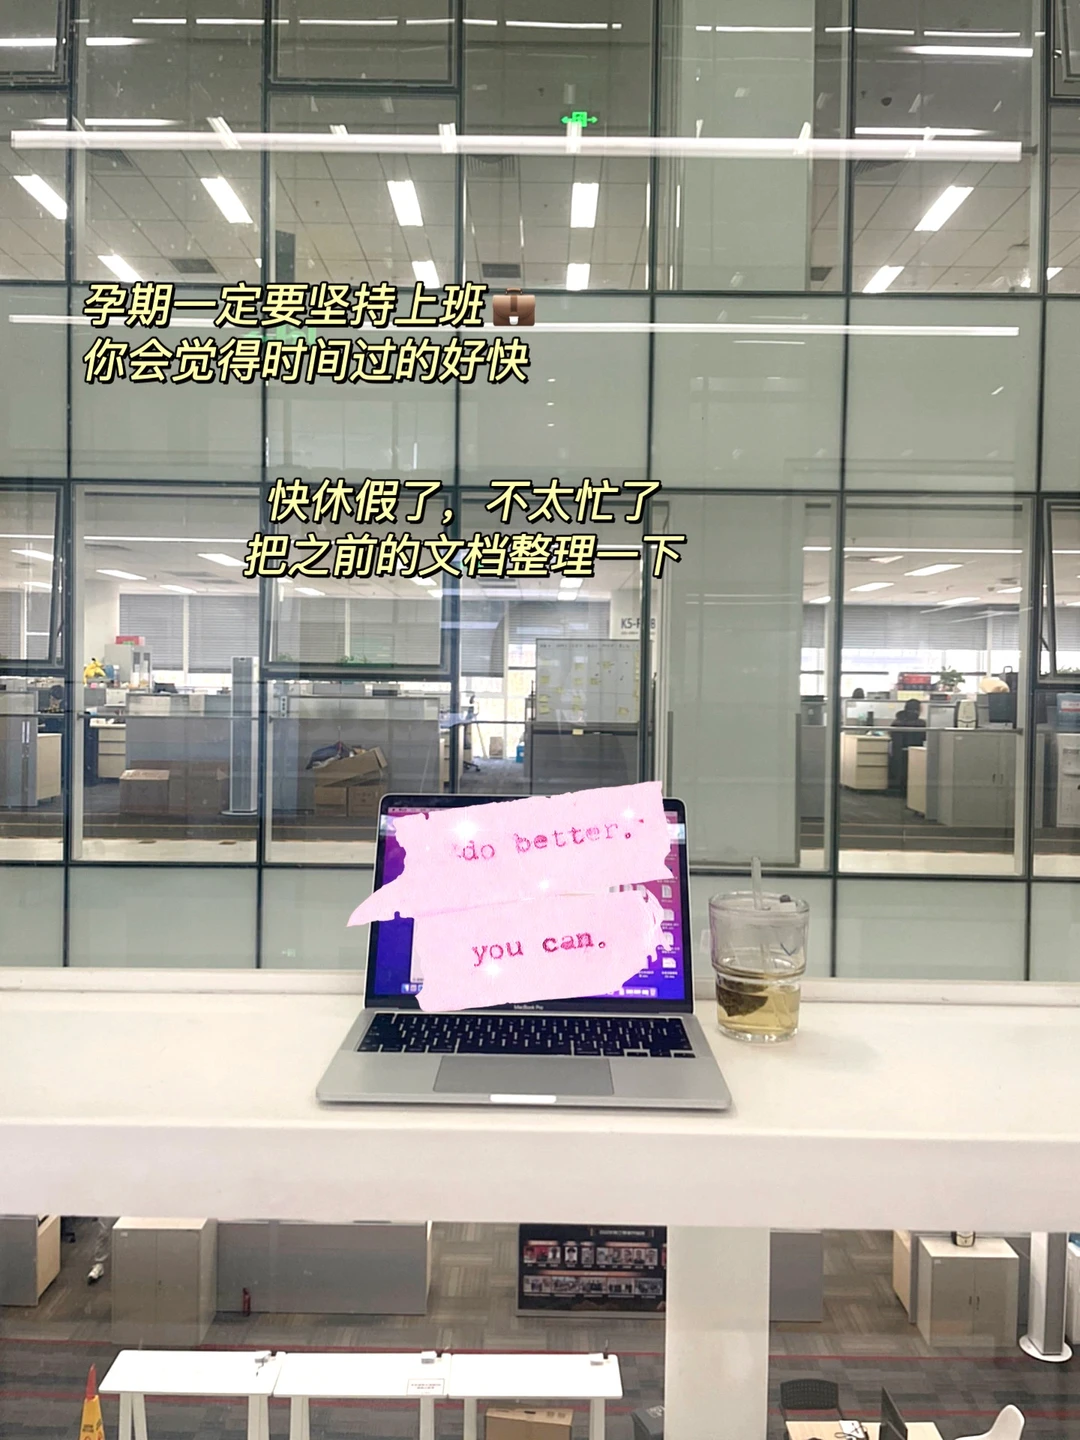 孕期一定要坚持上班💼
你会觉得时间过的好快
快休假了，不太忙了
把之前的文档整理一下
do better.
you can.
MacBook Pro